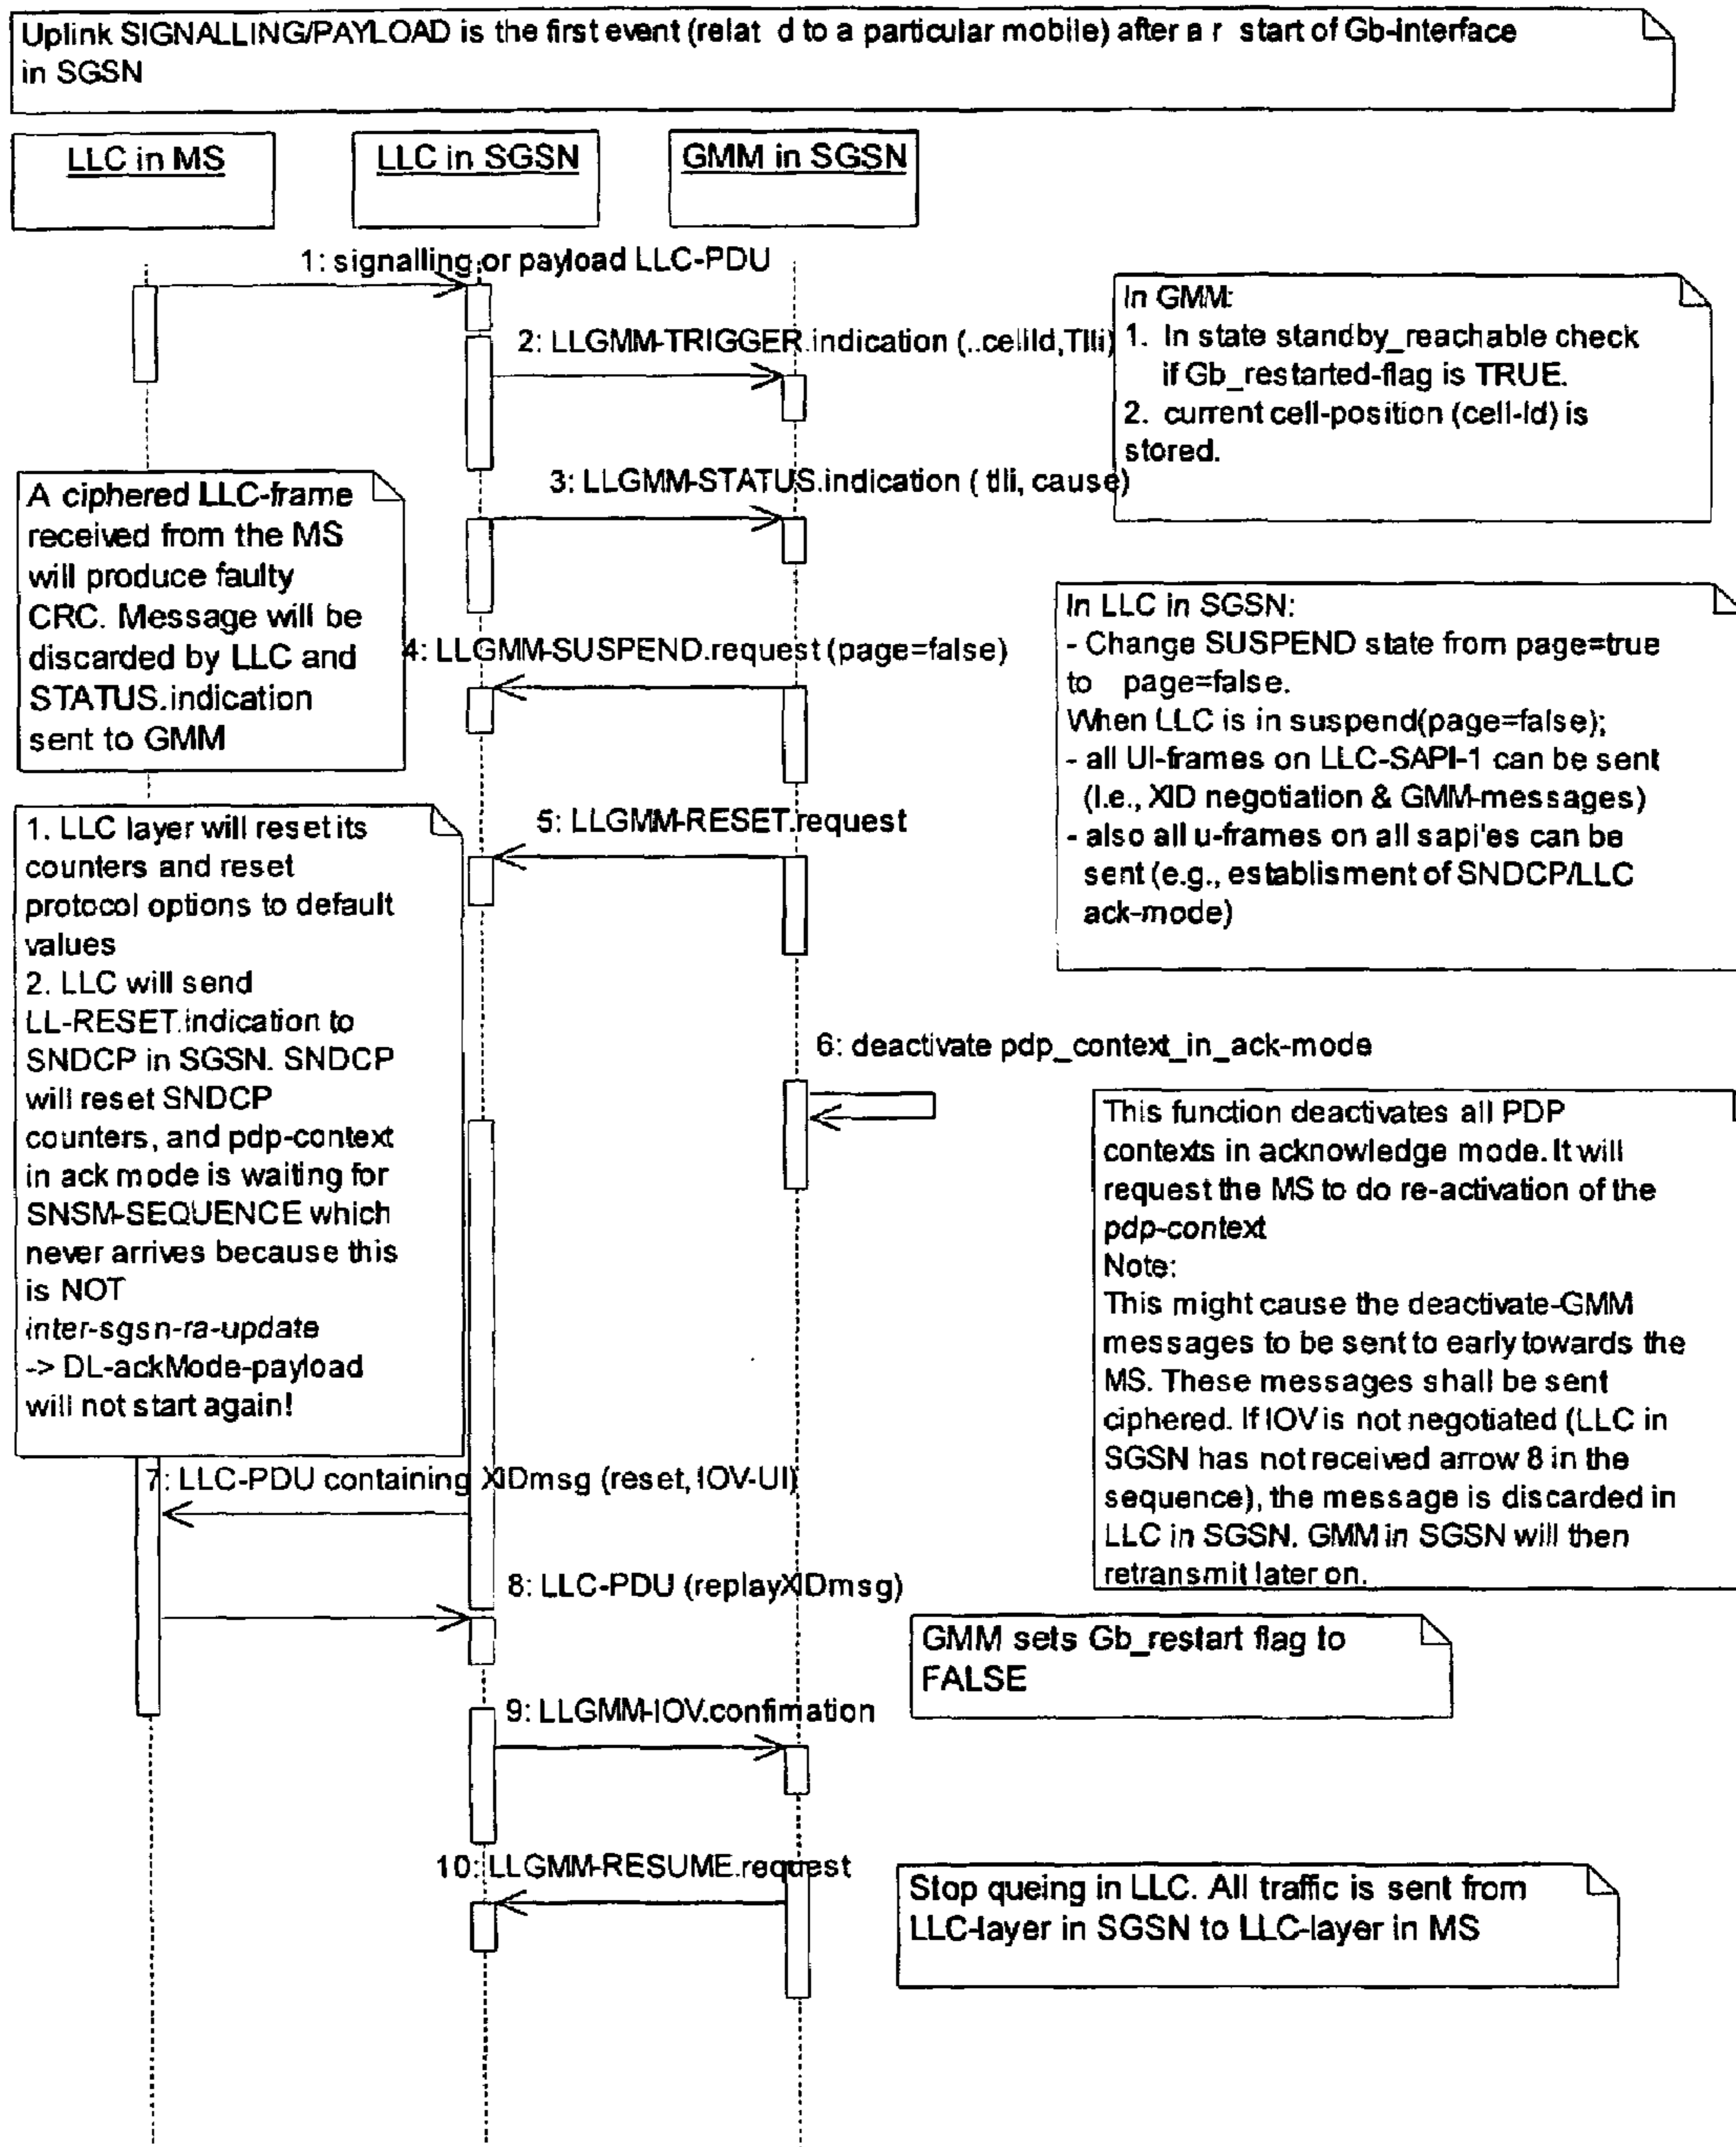 Uplink SIGNALLING/PAYLOAD is the first event (relat d to a particular mobile) after a r start of Gb-interface
in SGSN
LLC in MS
LLC in SGSN
GMM in SGSN
1: signalling or payload LLC-PDU
2: LLGMM-TRIGGER.indication (..cellId,Tlli)
In GMM:
1. In state standby_reachable check
if Gb_restarted-flag is TRUE.
2. current cell-position (cell-Id) is
stored.
3: LLGMM-STATUS.indication ( tlli, cause)
A ciphered LLC-frame
received from the MS
will produce faulty
CRC. Message will be
discarded by LLC and
STATUS.indication
sent to GMM
4: LLGMM-SUSPEND.request (page=false)
In LLC in SGSN:
- Change SUSPEND state from page=true
to page=false.
When LLC is in suspend(page=false);
- all UI-frames on LLC-SAPI-1 can be sent
(I.e., XID negotiation & GMM-messages)
- also all u-frames on all sapi'es can be
sent (e.g., establisment of SNDCP/LLC
ack-mode)
5: LLGMM-RESET.request
1. LLC layer will reset its
counters and reset
protocol options to default
values
2. LLC will send
LL-RESET.indication to
SNDCP in SGSN. SNDCP
will reset SNDCP
counters, and pdp-context
in ack mode is waiting for
SNSM-SEQUENCE which
never arrives because this
is NOT
inter-sgsn-ra-update
-> DL-ackMode-payload
will not start again!
6: deactivate pdp_context_in_ack-mode
This function deactivates all PDP
contexts in acknowledge mode. It will
request the MS to do re-activation of the
pdp-context
Note:
This might cause the deactivate-GMM
messages to be sent to early towards the
MS. These messages shall be sent
ciphered. If IOV is not negotiated (LLC in
SGSN has not received arrow 8 in the
sequence), the message is discarded in
LLC in SGSN. GMM in SGSN will then
retransmit later on.
7: LLC-PDU containing XIDmsg (reset, IOV-UI)
8: LLC-PDU (replayXIDmsg)
GMM sets Gb_restart flag to
FALSE
9: LLGMM-IOV.confimation
10: LLGMM-RESUME.request
Stop queing in LLC. All traffic is sent from
LLC-layer in SGSN to LLC-layer in MS